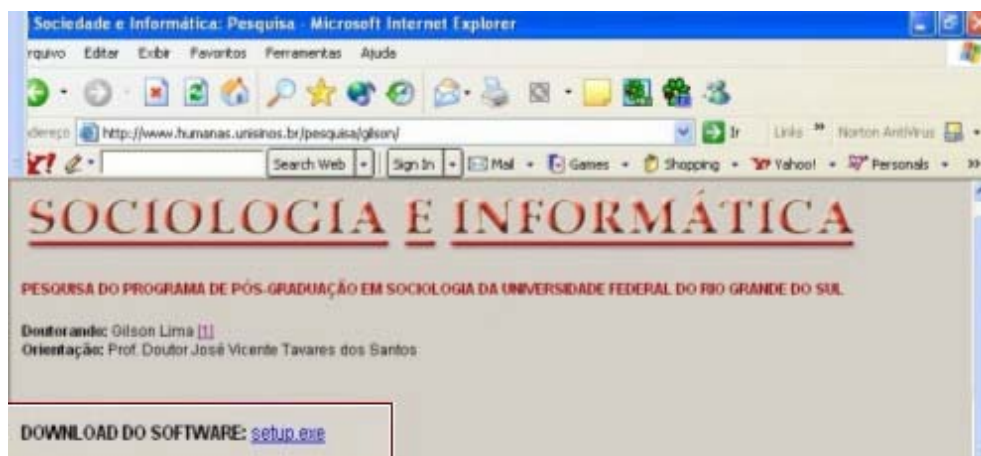 Sociedade e Informática: Pesquisa - Microsoft Internet Explorer
rquivo Editar Exibir Favoritos Ferramentas Ajuda
dereço http://www.humanas.unisinos.br/pesquisa/gilson/ Ir Links » Norton AntiVirus
Y! Search Web Sign In Mail Games Shopping Yahoo! Personals »
SOCIOLOGIA E INFORMÁTICA
PESQUISA DO PROGRAMA DE PÓS-GRADUAÇÃO EM SOCIOLOGIA DA UNIVERSIDADE FEDERAL DO RIO GRANDE DO SUL
Doutorando: Gilson Lima [1]
Orientação: Prof. Doutor José Vicente Tavares dos Santos
DOWNLOAD DO SOFTWARE: setup.exe